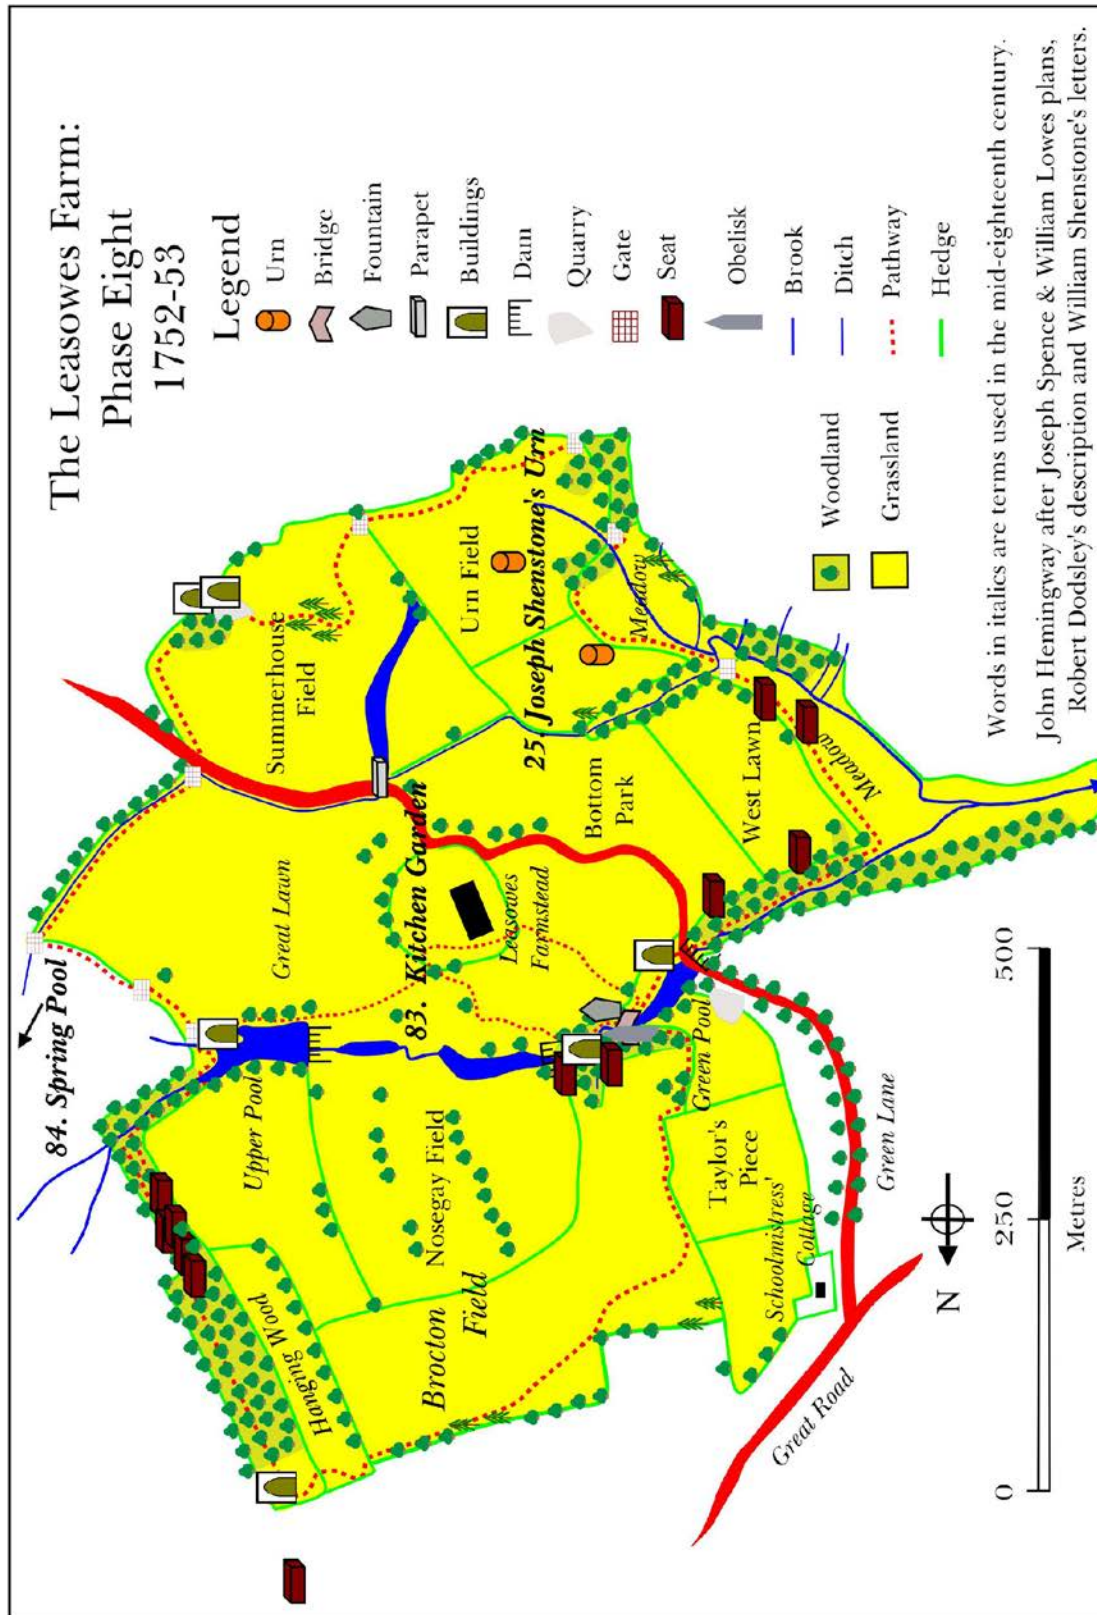 The Leasowes Farm:
Phase Eight
1752-53
Legend
Urn
Bridge
Fountain
Parapet
Buildings
Dam
Quarry
Gate
Seat
Obelisk
Brook
Ditch
Pathway
Hedge
Woodland
Grassland
84. Spring Pool
Upper Pool
Great Lawn
Summerhouse
Field
Hanging Wood
Nosegay Field
83. Kitchen Garden
Urn Field
Brocton
Field
Leasowes
Farmstead
25. Joseph Shenstone's Urn
Bottom
Park
Meadow
Green Pool
Taylor's
Piece
West Lawn
Schoolmistress'
Cottage
Meadow
Great Road
Green Lane
N
0
250
500
Metres
Words in italics are terms used in the mid-eighteenth century.
John Hemingway after Joseph Spence & William Lowes plans,
Robert Dodsley's description and William Shenstone's letters.